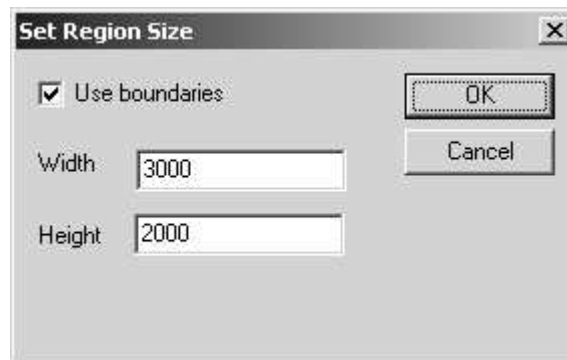 Set Region Size
Use boundaries
OK
Cancel
Width 3000
Height 2000